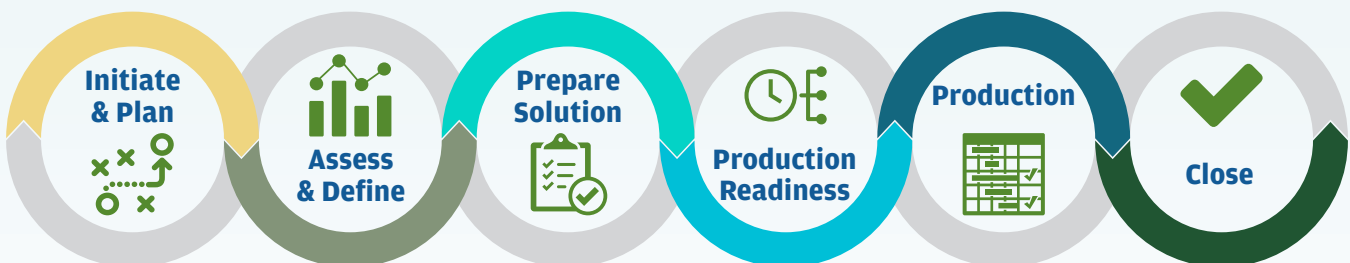 Initiate
& Plan
Assess
& Define
Prepare
Solution
Production
Readiness
Production
Close